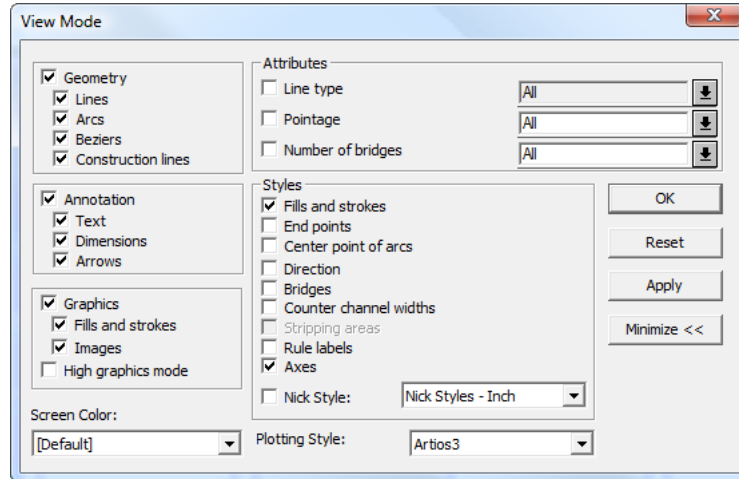 View Mode
Geometry
Lines
Arcs
Beziers
Construction lines
Annotation
Text
Dimensions
Arrows
Graphics
Fills and strokes
Images
High graphics mode
Screen Color:
[Default]
Attributes
Line type All
Pointage All
Number of bridges All
Styles
Fills and strokes
End points
Center point of arcs
Direction
Bridges
Counter channel widths
Stripping areas
Rule labels
Axes
Nick Style: Nick Styles - Inch
Plotting Style: Artios3
OK
Reset
Apply
Minimize <<